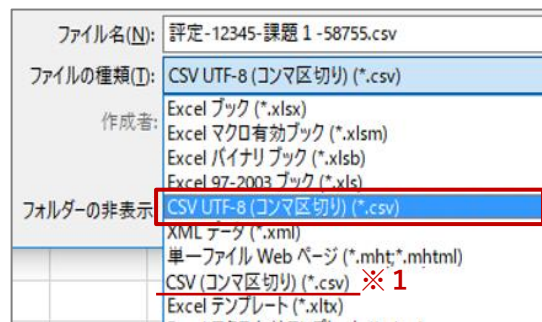 ファイル名(N): 評定-12345-課題1-58755.csv
ファイルの種類(T): CSV UTF-8 (コンマ区切り) (*.csv)
作成者:
Excel ブック (*.xlsx)
Excel マクロ有効ブック (*.xlsm)
Excel バイナリ ブック (*.xlsb)
Excel 97-2003 ブック (*.xls)
フォルダーの非表示 CSV UTF-8 (コンマ区切り) (*.csv)
XML データ (*.xml)
単一ファイル Web ページ (*.mht;*.mhtml)
CSV (コンマ区切り) (*.csv) ※1
Excel テンプレート (*.xltx)